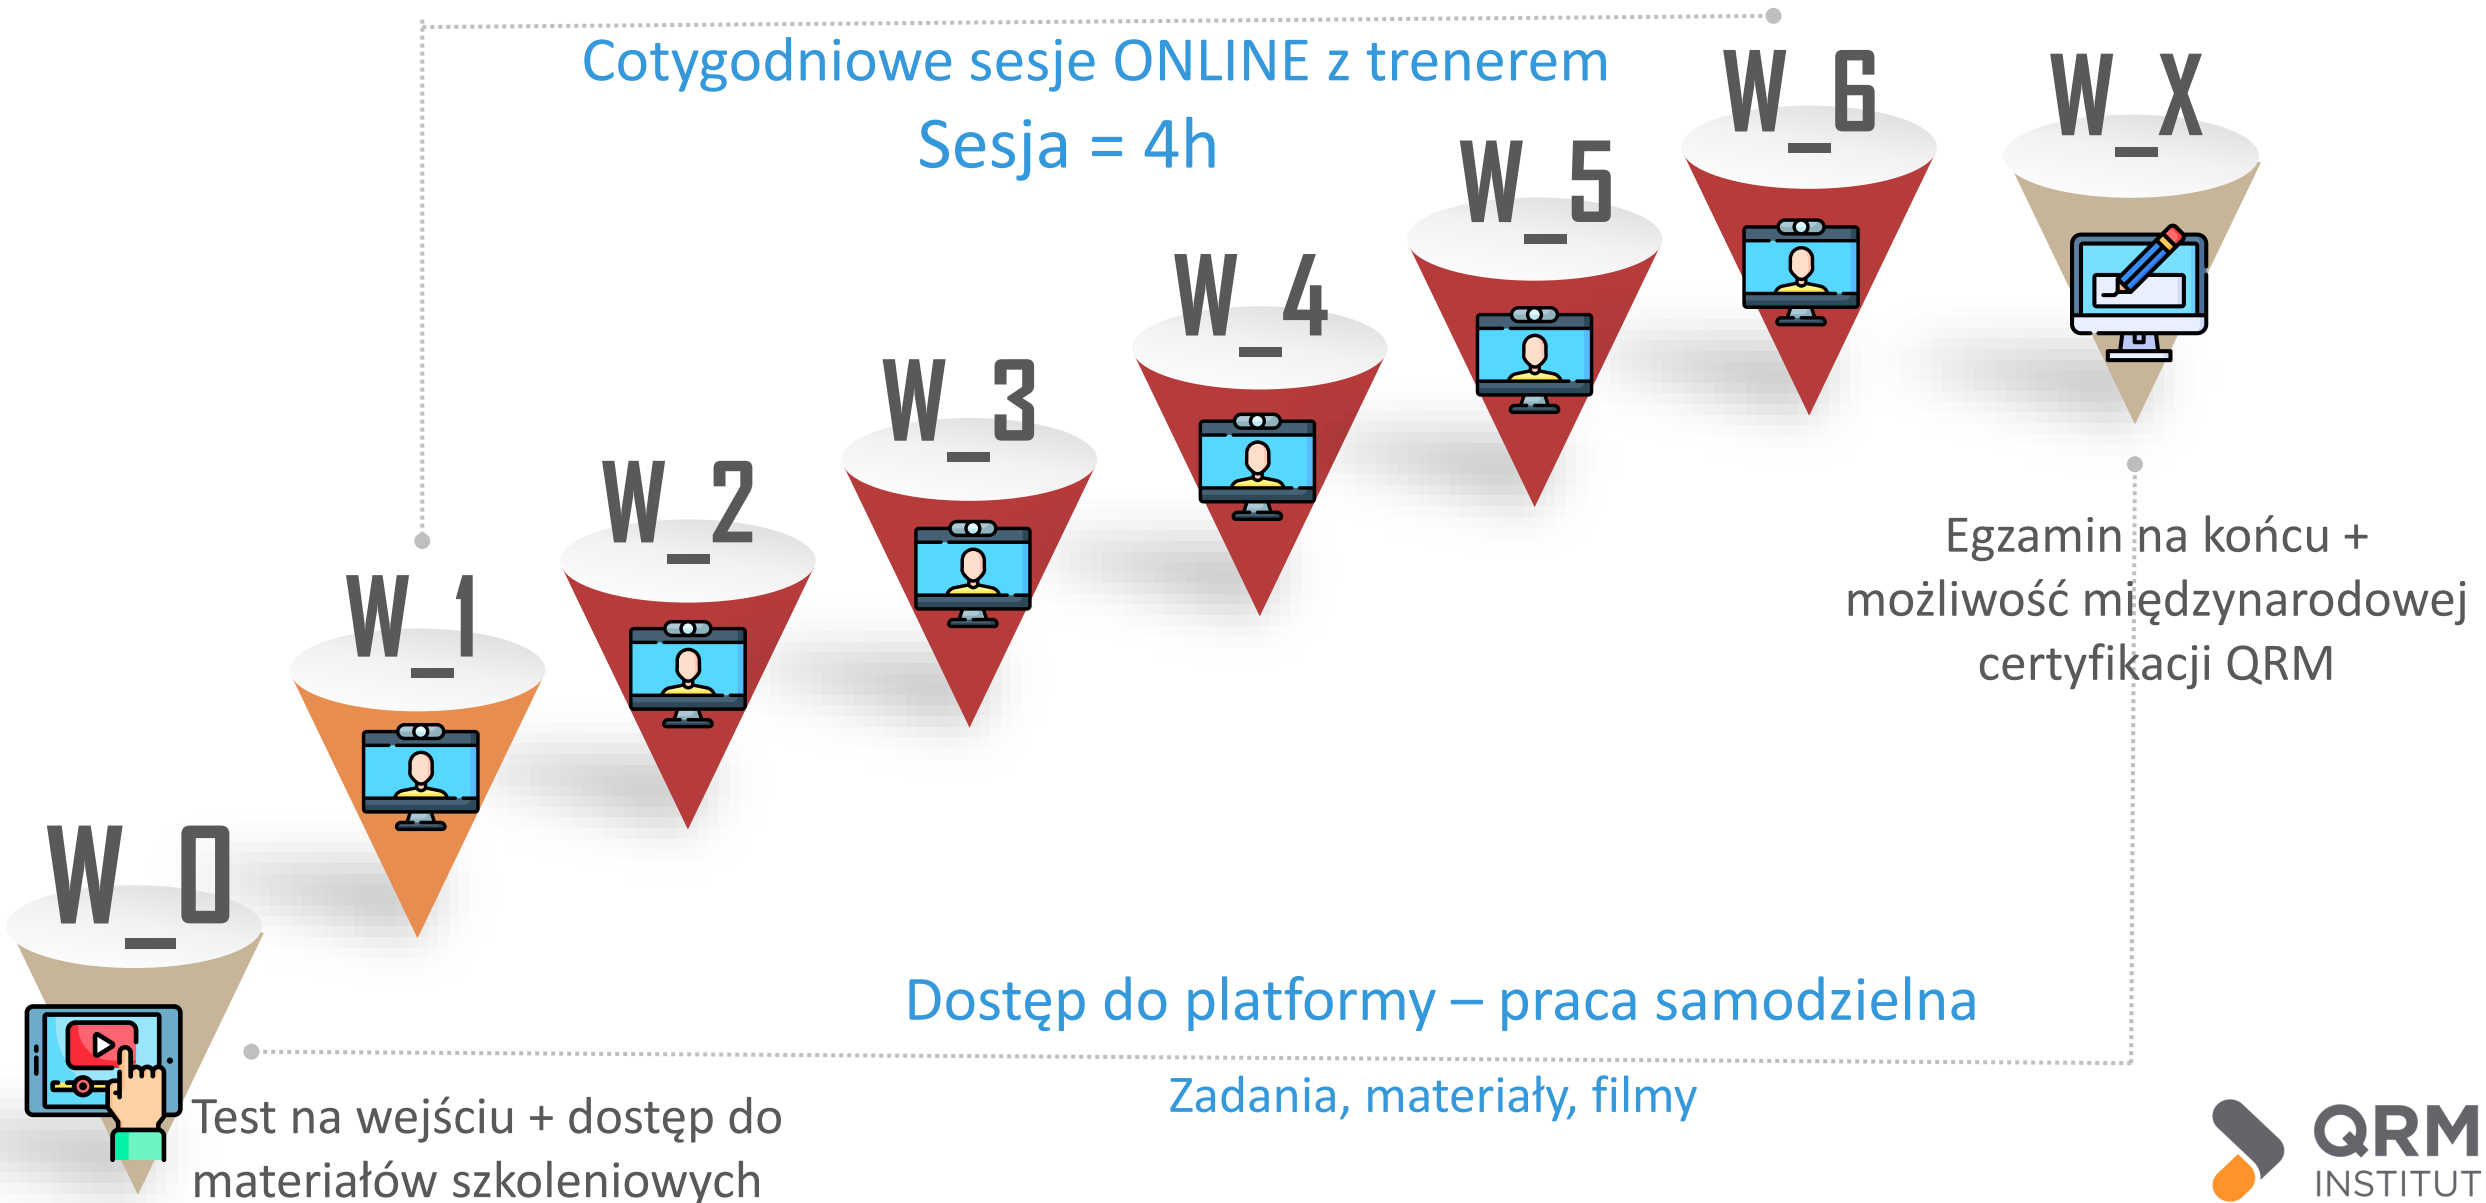 Cotygodniowe sesje ONLINE z trenerem
Sesja = 4h
W_6
W_X
W_5
W_4
W_3
W_2
W_1
W_0
Egzamin na końcu +
możliwość międzynarodowej
certyfikacji QRM
Dostęp do platformy – praca samodzielna
Zadania, materiały, filmy
Test na wejściu + dostęp do
materiałów szkoleniowych
QRM
INSTITUT